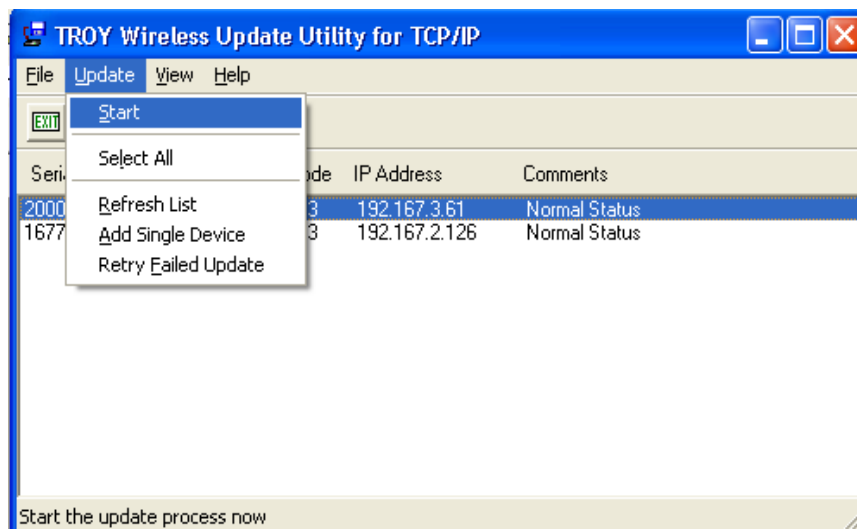 TROY Wireless Update Utility for TCP/IP
File Update View Help
EXIT
Start
Select All
Refresh List
Add Single Device
Retry Failed Update
IP Address Comments
3 192.167.3.61 Normal Status
3 192.167.2.126 Normal Status
Start the update process now